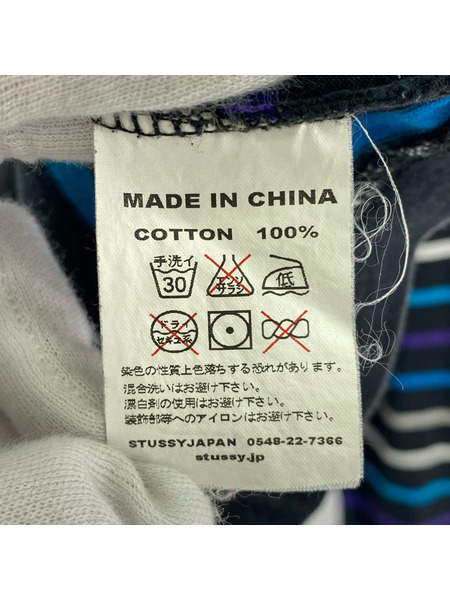 MADE IN CHINA
COTTON 100%
手洗イ
30
エンソ
サラシ
低
ドライ
セキユ系
染色の性質上色落ちする恐れがあります。
混合洗いはお避け下さい。
漂白剤の使用はお避け下さい。
装飾部等へのアイロンはお避け下さい。
STUSSYJAPAN 0548-22-7366
stussy.jp